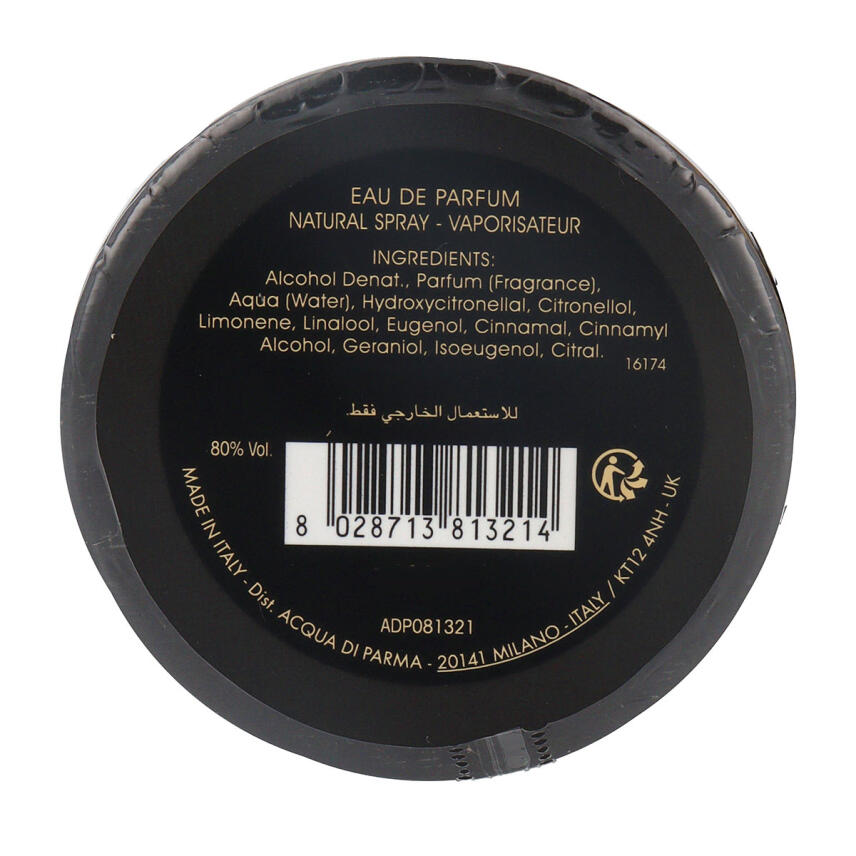 EAU DE PARFUM
NATURAL SPRAY - VAPORISATEUR
INGREDIENTS:
Alcohol Denat., Parfum (Fragrance),
Aqua (Water), Hydroxycitronellal, Citronellol,
Limonene, Linalool, Eugenol, Cinnamal, Cinnamyl
Alcohol, Geraniol, Isoeugenol, Citral.
16174
للاستعمال الخارجي فقط.
80% Vol.
8 028713 813214
ADP081321
MADE IN ITALY - Dist. ACQUA DI PARMA - 20141 MILANO - ITALY / KT12 4NH - UK